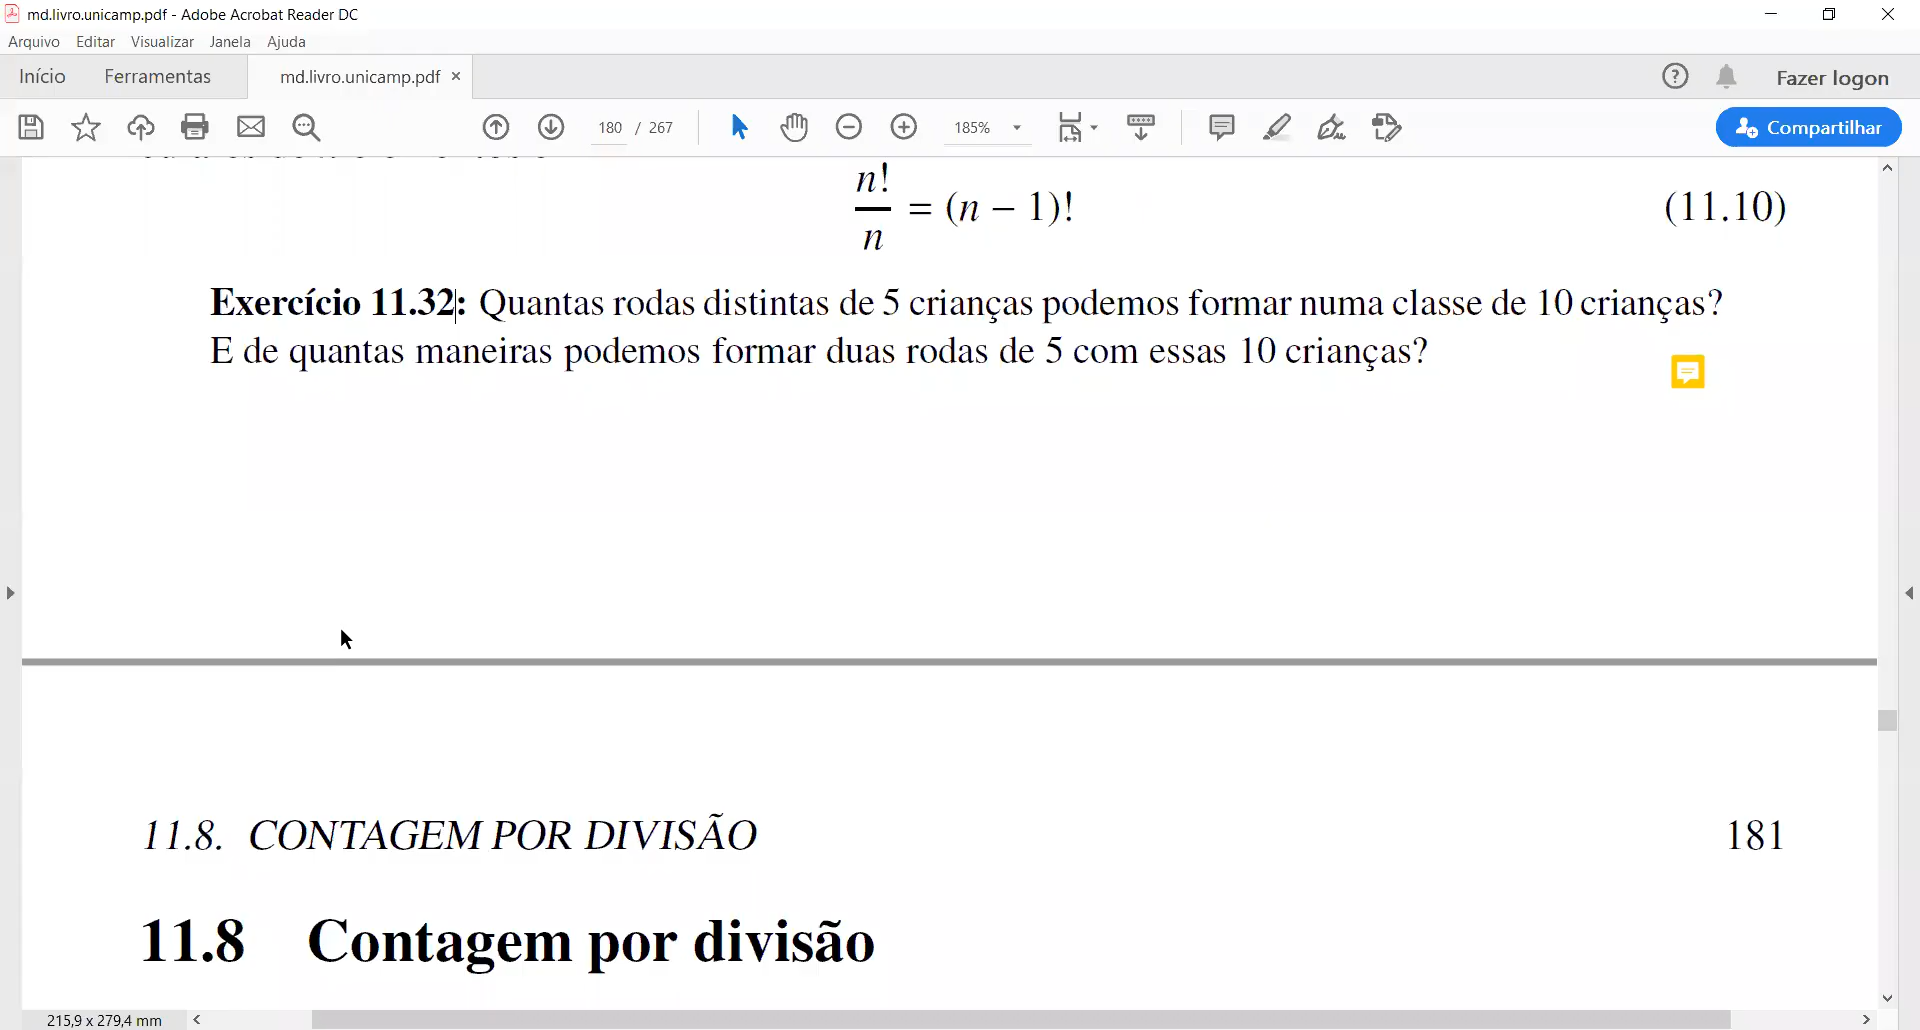 md.livro.unicamp.pdf - Adobe Acrobat Reader DC
Arquivo Editar Visualizar Janela Ajuda
Início Ferramentas md.livro.unicamp.pdf × Fazer logon
180 / 267 185% Compartilhar
n!
n
= (n − 1)! (11.10)
Exercício 11.32: Quantas rodas distintas de 5 crianças podemos formar numa classe de 10 crianças?
E de quantas maneiras podemos formar duas rodas de 5 com essas 10 crianças?
11.8. CONTAGEM POR DIVISÃO 181
11.8 Contagem por divisão
215,9 x 279,4 mm